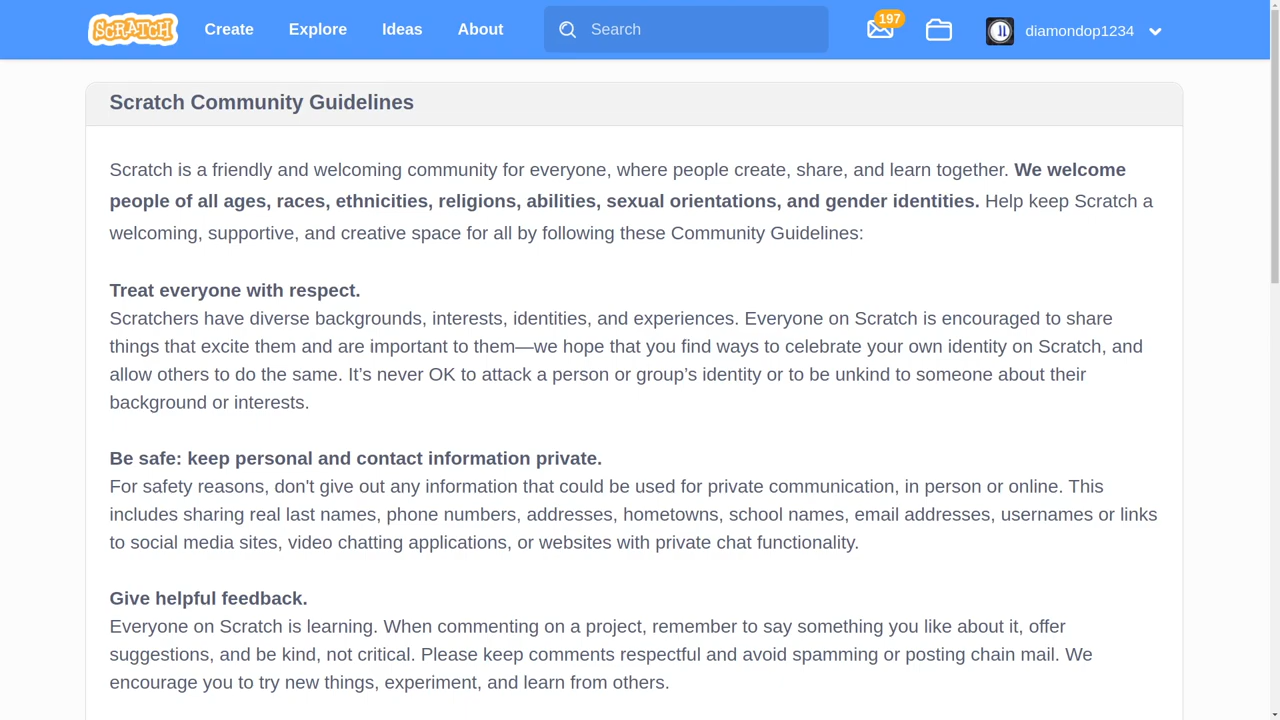 SCRATCH Create Explore Ideas About Search 197 diamondop1234
Scratch Community Guidelines
Scratch is a friendly and welcoming community for everyone, where people create, share, and learn together. We welcome
people of all ages, races, ethnicities, religions, abilities, sexual orientations, and gender identities. Help keep Scratch a
welcoming, supportive, and creative space for all by following these Community Guidelines:
Treat everyone with respect.
Scratchers have diverse backgrounds, interests, identities, and experiences. Everyone on Scratch is encouraged to share
things that excite them and are important to them—we hope that you find ways to celebrate your own identity on Scratch, and
allow others to do the same. It’s never OK to attack a person or group’s identity or to be unkind to someone about their
background or interests.
Be safe: keep personal and contact information private.
For safety reasons, don't give out any information that could be used for private communication, in person or online. This
includes sharing real last names, phone numbers, addresses, hometowns, school names, email addresses, usernames or links
to social media sites, video chatting applications, or websites with private chat functionality.
Give helpful feedback.
Everyone on Scratch is learning. When commenting on a project, remember to say something you like about it, offer
suggestions, and be kind, not critical. Please keep comments respectful and avoid spamming or posting chain mail. We
encourage you to try new things, experiment, and learn from others.